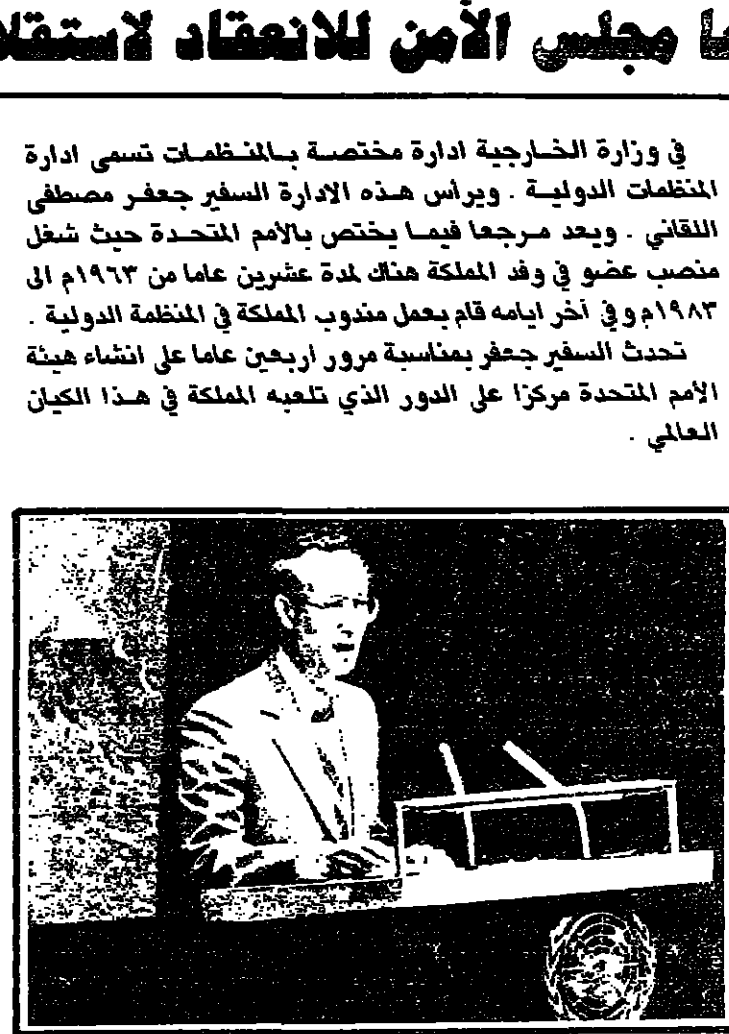 مجلس الأمن للانعقاد لاستقلا
في وزارة الخارجية ادارة مختصة بالمنظمات تسمى ادارة
المنظمات الدولية . ويرأس هذه الادارة السفير جعفر مصطفى
اللقاني . ويعد مرجعا فيما يختص بالأمم المتحدة حيث شغل
منصب عضو في وفد المملكة هناك لمدة عشرين عاما من ١٩٦٣م الى
١٩٨٣م وفي آخر ايامه قام بعمل مندوب المملكة في المنظمة الدولية .
تحدث السفير جعفر بمناسبة مرور اربعين عاما على انشاء هيئة
الأمم المتحدة مركزا على الدور الذي تلعبه المملكة في هذا الكيان
العالمي .